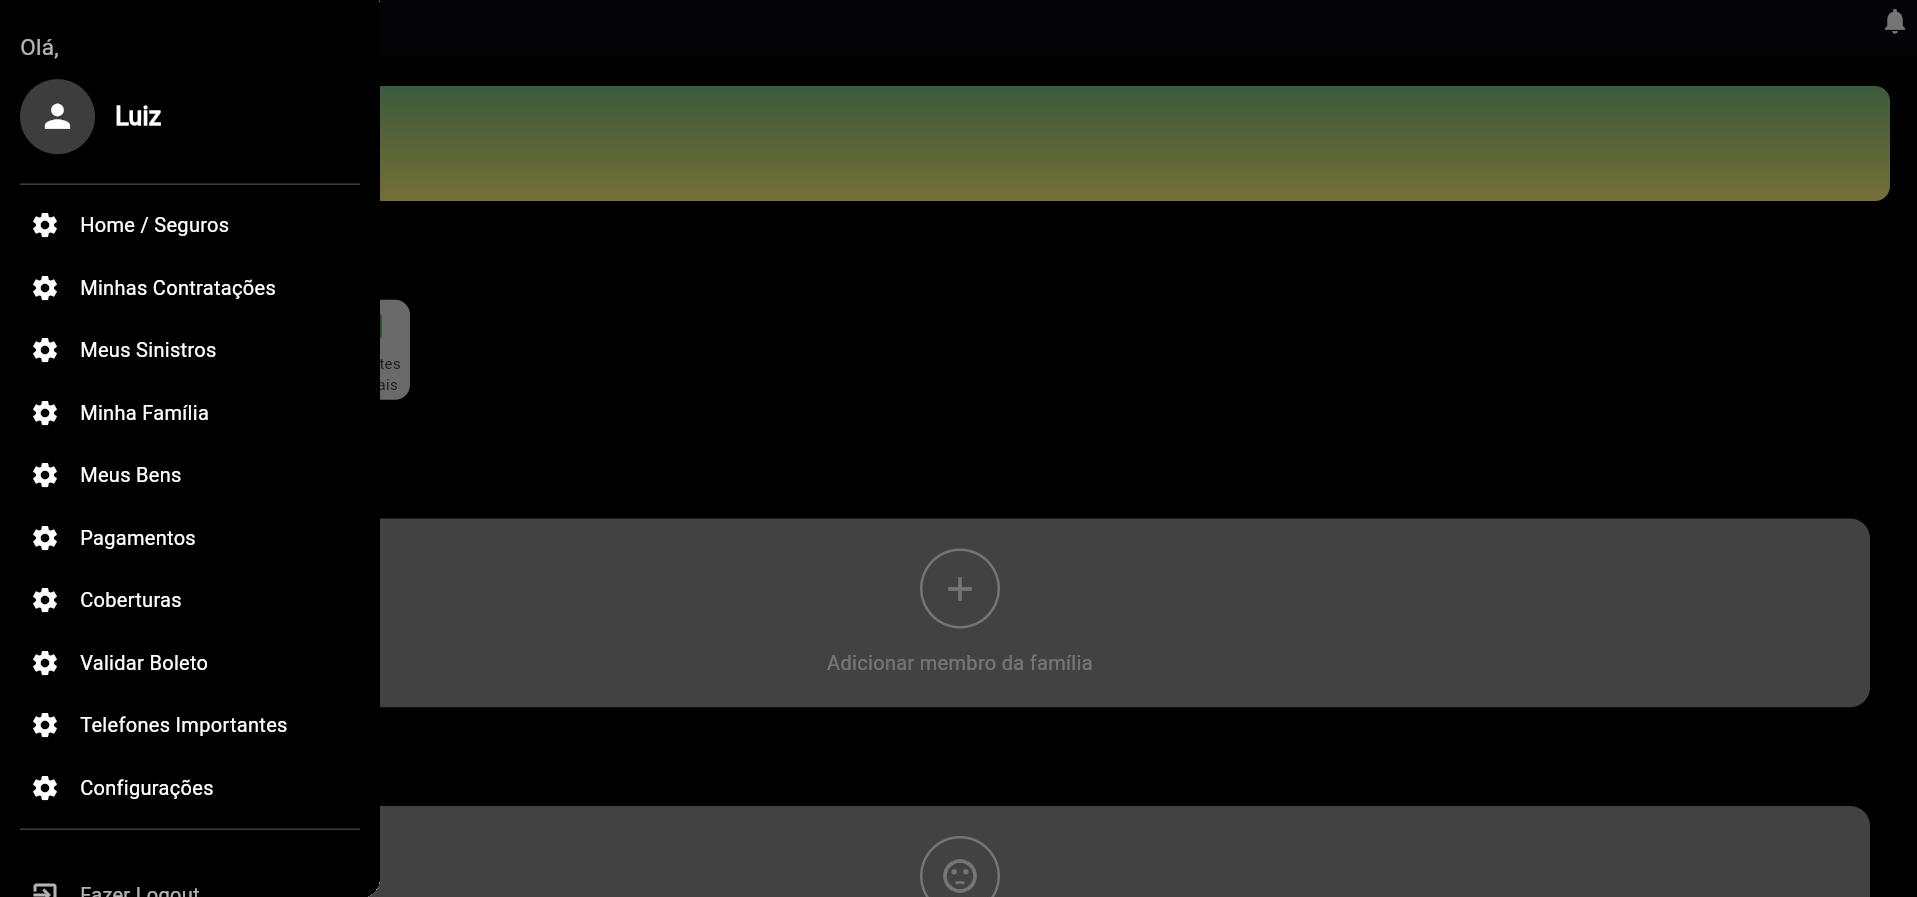 Olá,
Luiz
Home / Seguros
Minhas Contratações
Meus Sinistros
Minha Família
Meus Bens
Pagamentos
Coberturas
Validar Boleto
Telefones Importantes
Configurações
Fazer Logout
tes
ais
Adicionar membro da família